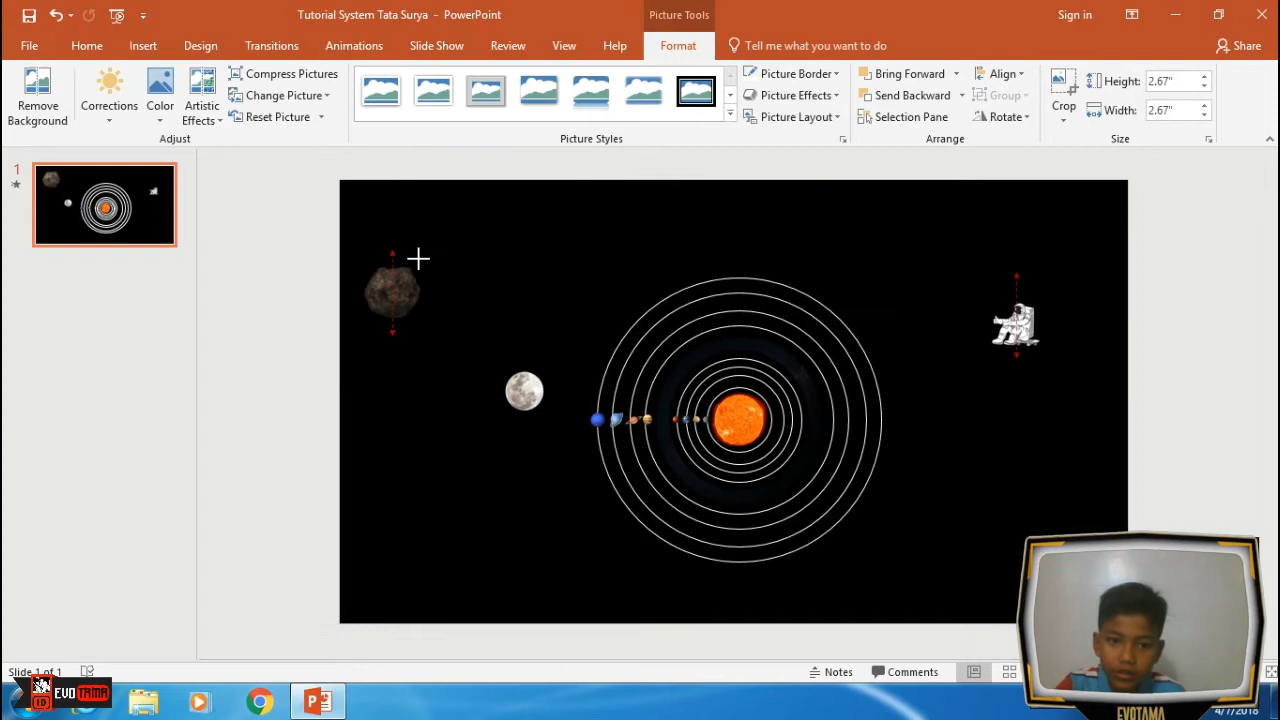 Tutorial System Tata Surya - PowerPoint
Picture Tools
Sign in
File
Home
Insert
Design
Transitions
Animations
Slide Show
Review
View
Help
Format
Tell me what you want to do
Share
Remove Background
Corrections
Color
Artistic Effects
Compress Pictures
Change Picture
Reset Picture
Adjust
Picture Styles
Picture Border
Picture Effects
Picture Layout
Bring Forward
Send Backward
Selection Pane
Align
Group
Rotate
Arrange
Crop
Height: 2.67"
Width: 2.67"
Size
1
Slide 1 of 1
Notes
Comments
ID
EVOTAMA
EVOTAMA
4/7/2018